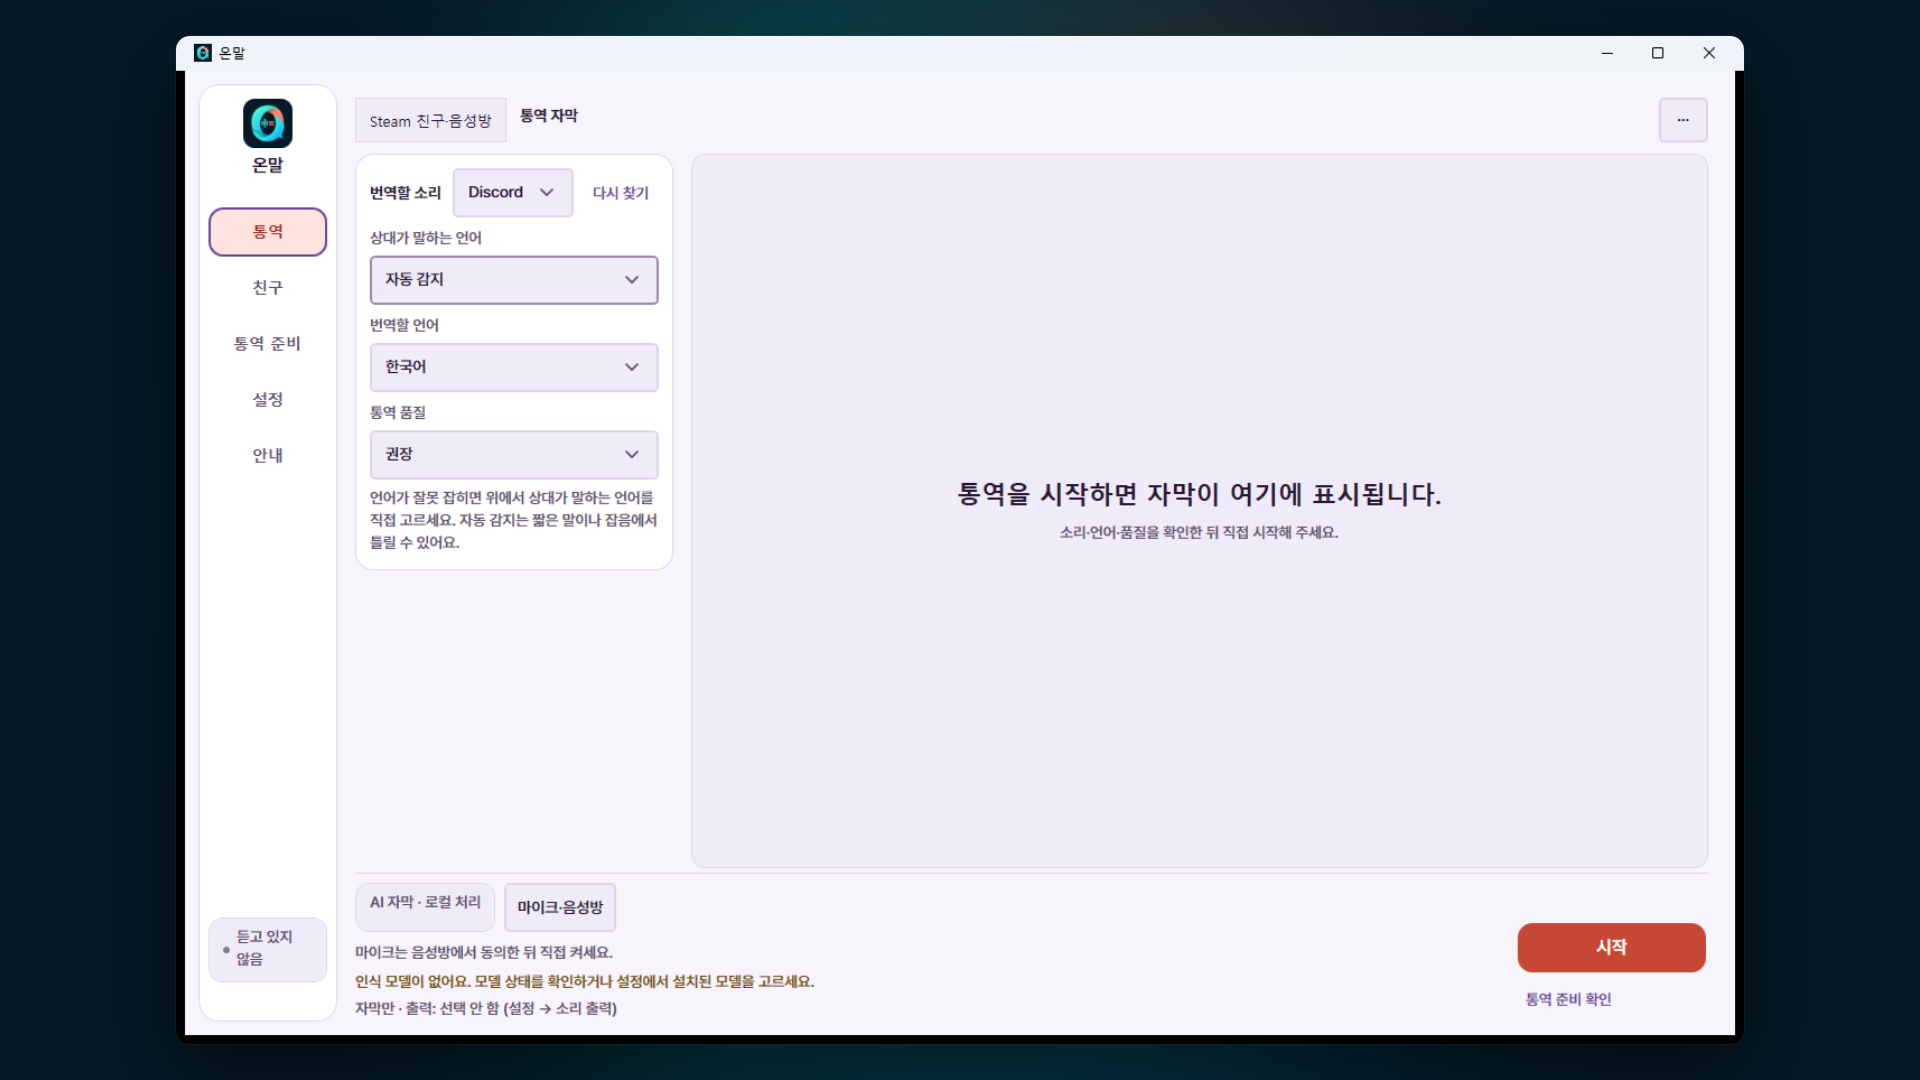 온말
온말
통역
친구
통역 준비
설정
안내
듣고 있지
않음
Steam 친구·음성방
통역 자막
...
번역할 소리
Discord
다시 찾기
상대가 말하는 언어
자동 감지
번역할 언어
한국어
통역 품질
권장
언어가 잘못 잡히면 위에서 상대가 말하는 언어를
직접 고르세요. 자동 감지는 짧은 말이나 잡음에서
틀릴 수 있어요.
통역을 시작하면 자막이 여기에 표시됩니다.
소리·언어·품질을 확인한 뒤 직접 시작해 주세요.
AI 자막 · 로컬 처리
마이크·음성방
마이크는 음성방에서 동의한 뒤 직접 켜세요.
인식 모델이 없어요. 모델 상태를 확인하거나 설정에서 설치된 모델을 고르세요.
자막만 · 출력: 선택 안 함 (설정 → 소리 출력)
시작
통역 준비 확인